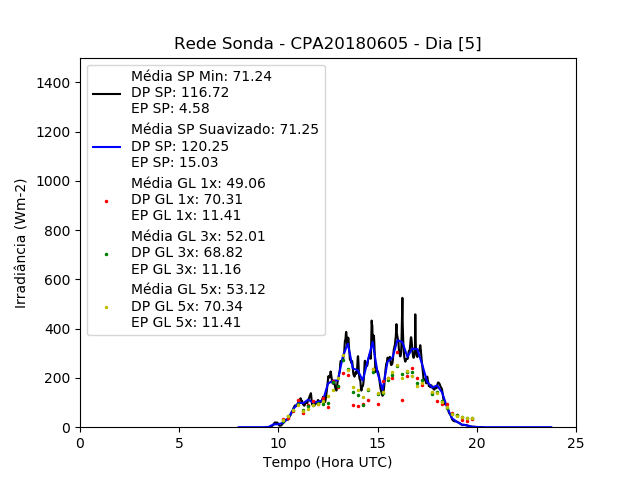 Rede Sonda - CPA20180605 - Dia [5]
Média SP Min: 71.24
DP SP: 116.72
EP SP: 4.58
Média SP Suavizado: 71.25
DP SP: 120.25
EP SP: 15.03
Média GL 1x: 49.06
DP GL 1x: 70.31
EP GL 1x: 11.41
Média GL 3x: 52.01
DP GL 3x: 68.82
EP GL 3x: 11.16
Média GL 5x: 53.12
DP GL 5x: 70.34
EP GL 5x: 11.41
Irradiância (Wm-2)
1400
1200
1000
800
600
400
200
0
0 5 10 15 20 25
Tempo (Hora UTC)